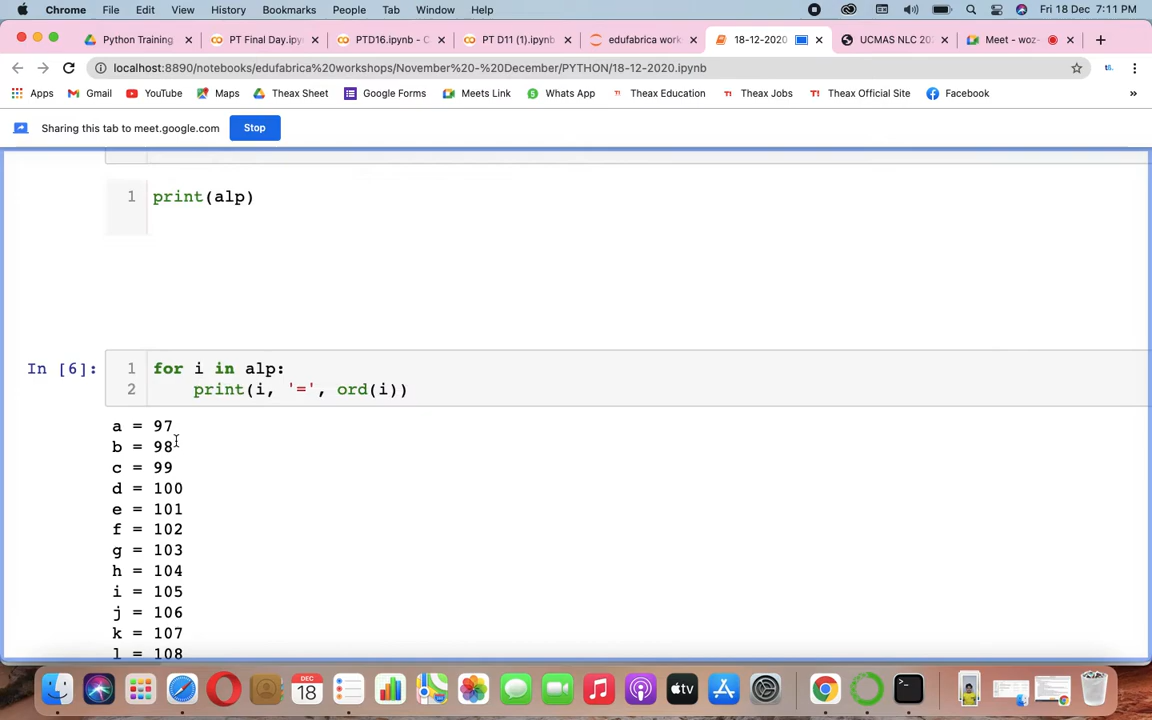 Chrome File Edit View History Bookmarks People Tab Window Help Fri 18 Dec 7:11 PM
Python Training PT Final Day.ipy PTD16.ipynb - C PT D11 (1).ipynb edufabrica work 18-12-2020 UCMAS NLC 20 Meet - woz-
localhost:8890/notebooks/edufabrica%20workshops/November%20-%20December/PYTHON/18-12-2020.ipynb
Apps Gmail YouTube Maps Theax Sheet Google Forms Meets Link Whats App Theax Education Theax Jobs Theax Official Site Facebook »
Sharing this tab to meet.google.com Stop
1 print(alp)
In [6]: 1 for i in alp:
2 print(i, '=', ord(i))
a = 97
b = 98
c = 99
d = 100
e = 101
f = 102
g = 103
h = 104
i = 105
j = 106
k = 107
l = 108
DEC
18
tv